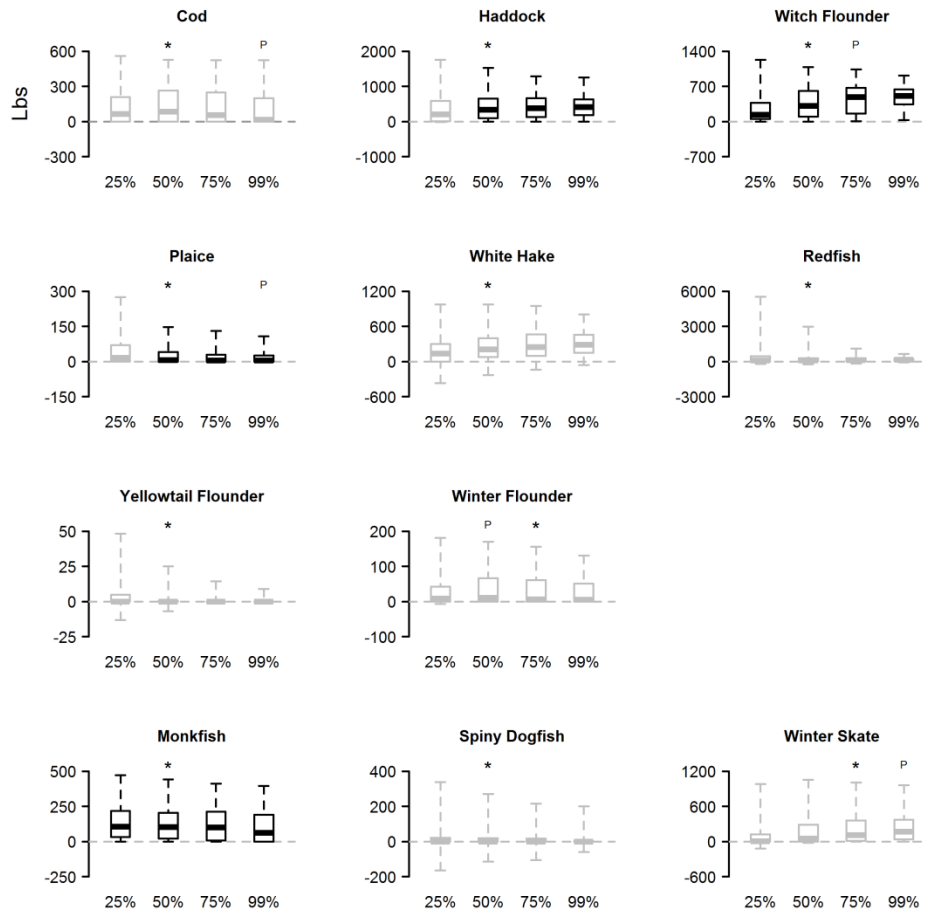 Cod
Haddock
Witch Flounder
Lbs
600
300
0
-300
*
P
25% 50% 75% 99%
2000
1000
0
-1000
*
25% 50% 75% 99%
1400
700
0
-700
*
P
25% 50% 75% 99%
Plaice
White Hake
Redfish
300
150
0
-150
*
P
25% 50% 75% 99%
1200
600
0
-600
*
25% 50% 75% 99%
6000
3000
0
-3000
*
25% 50% 75% 99%
Yellowtail Flounder
Winter Flounder
50
25
0
-25
*
25% 50% 75% 99%
200
100
0
-100
P
*
25% 50% 75% 99%
Monkfish
Spiny Dogfish
Winter Skate
500
250
0
-250
*
25% 50% 75% 99%
400
200
0
-200
*
25% 50% 75% 99%
1200
600
0
-600
*
P
25% 50% 75% 99%